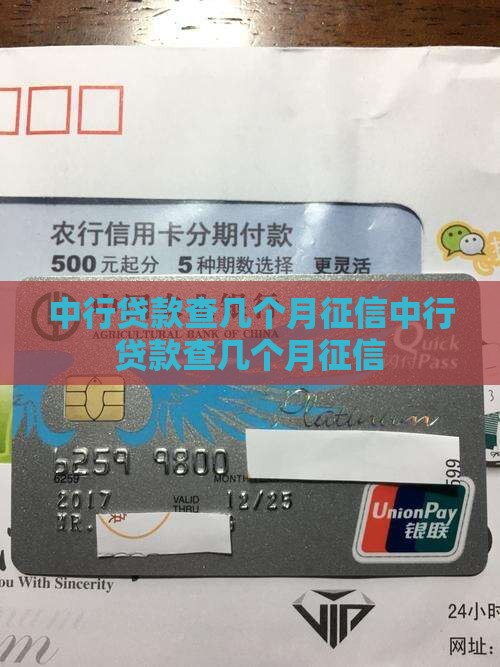 农行信用卡分期付款
500元起分 5种期数选择 更灵活
中行贷款查几个月征信中行
贷款查几个月征信
AGRICULTURAL BANK OF CHINA
Quick
Pass
Platinum
6259 9800
6259
MONTH
2017 VALID THRU 12/25
MR.
599
UnionPay
银联
ou With Sincerity
VIP
24小时
网址: